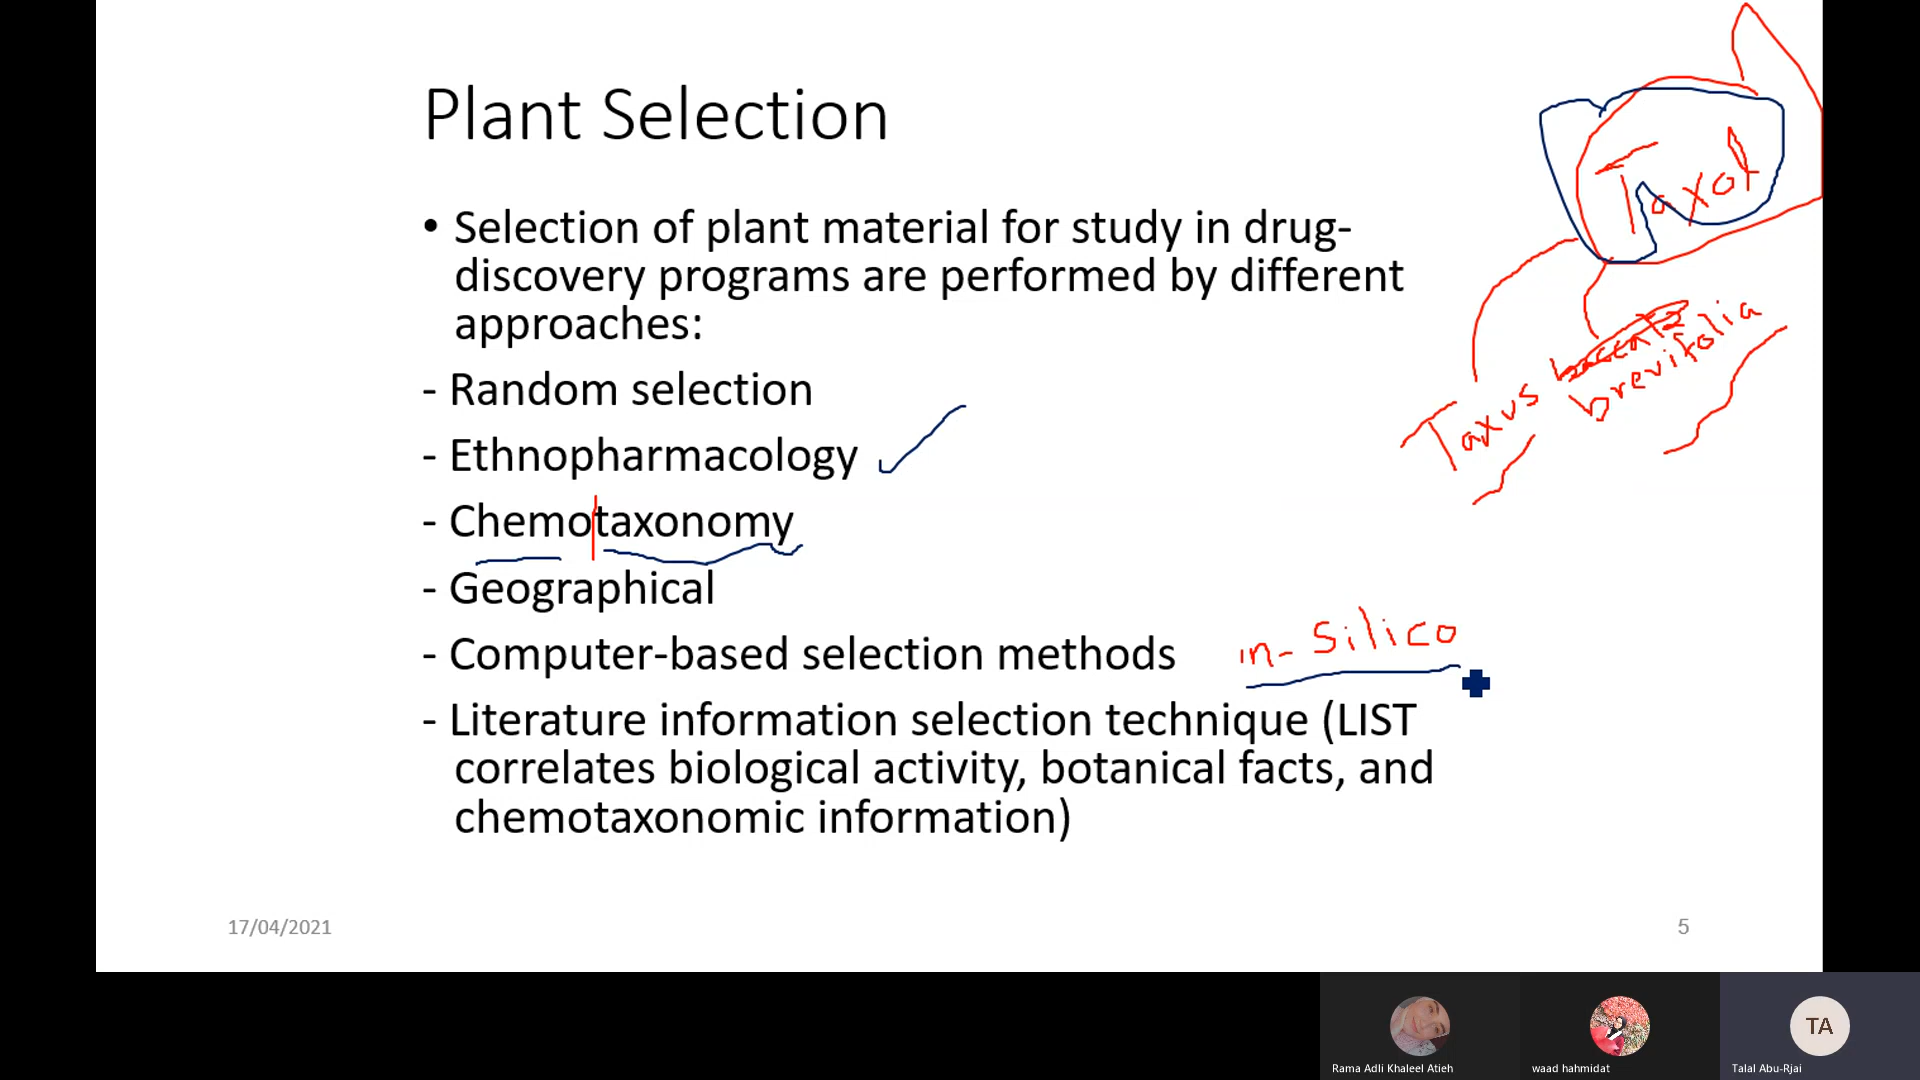 Plant Selection
Taxol
• Selection of plant material for study in drug-
discovery programs are performed by different
approaches:
- Random selection
Taxus brevifolia
- Ethnopharmacology
- Chemotaxonomy
- Geographical
- Computer-based selection methods in-Silico
- Literature information selection technique (LIST
correlates biological activity, botanical facts, and
chemotaxonomic information)
17/04/2021
5
TA
Rama Adli Khaleel Atieh
waad hahmidat
Talal Abu-Rjai